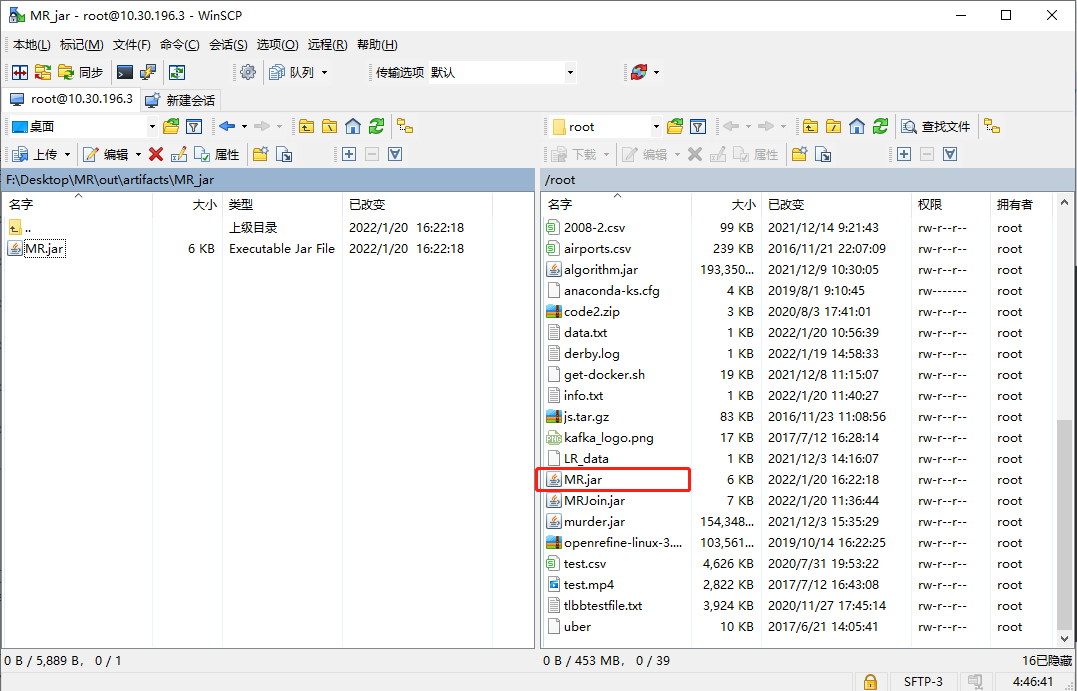 MR_jar - root@10.30.196.3 - WinSCP
本地(L) 标记(M) 文件(F) 命令(C) 会话(S) 选项(O) 远程(R) 帮助(H)
同步 队列 传输选项 默认
root@10.30.196.3 新建会话
桌面 root 查找文件
上传 编辑 属性 下载 编辑 属性
F:\Desktop\MR\out\artifacts\MR_jar
/root
名字 大小 类型 已改变
.. 上级目录 2022/1/20 16:22:18
MR.jar 6 KB Executable Jar File 2022/1/20 16:22:18
名字 大小 已改变 权限 拥有者
2008-2.csv 99 KB 2021/12/14 9:21:43 rw-r--r-- root
airports.csv 239 KB 2016/11/21 22:07:09 rw-r--r-- root
algorithm.jar 193,350... 2021/12/9 10:30:05 rw-r--r-- root
anaconda-ks.cfg 4 KB 2019/8/1 9:10:45 rw------- root
code2.zip 3 KB 2020/8/3 17:41:01 rw-r--r-- root
data.txt 1 KB 2022/1/20 10:56:39 rw-r--r-- root
derby.log 1 KB 2022/1/19 14:58:33 rw-r--r-- root
get-docker.sh 19 KB 2021/12/8 11:15:07 rw-r--r-- root
info.txt 1 KB 2022/1/20 11:40:27 rw-r--r-- root
js.tar.gz 83 KB 2016/11/23 11:08:56 rw-r--r-- root
kafka_logo.png 17 KB 2017/7/12 16:28:14 rw-r--r-- root
LR_data 1 KB 2021/12/3 14:16:07 rw-r--r-- root
MR.jar 6 KB 2022/1/20 16:22:18 rw-r--r-- root
MRJoin.jar 7 KB 2022/1/20 11:36:44 rw-r--r-- root
murder.jar 154,348... 2021/12/3 15:35:29 rw-r--r-- root
openrefine-linux-3.... 103,561... 2019/10/14 16:22:25 rw-r--r-- root
test.csv 4,626 KB 2020/7/31 19:53:22 rw-r--r-- root
test.mp4 2,822 KB 2017/7/12 16:43:08 rw-r--r-- root
tlbbtestfile.txt 3,924 KB 2020/11/27 17:45:14 rw-r--r-- root
uber 10 KB 2017/6/21 14:05:41 rw-r--r-- root
0 B / 5,889 B, 0 / 1
0 B / 453 MB, 0 / 39 16已隐藏
SFTP-3 4:46:41